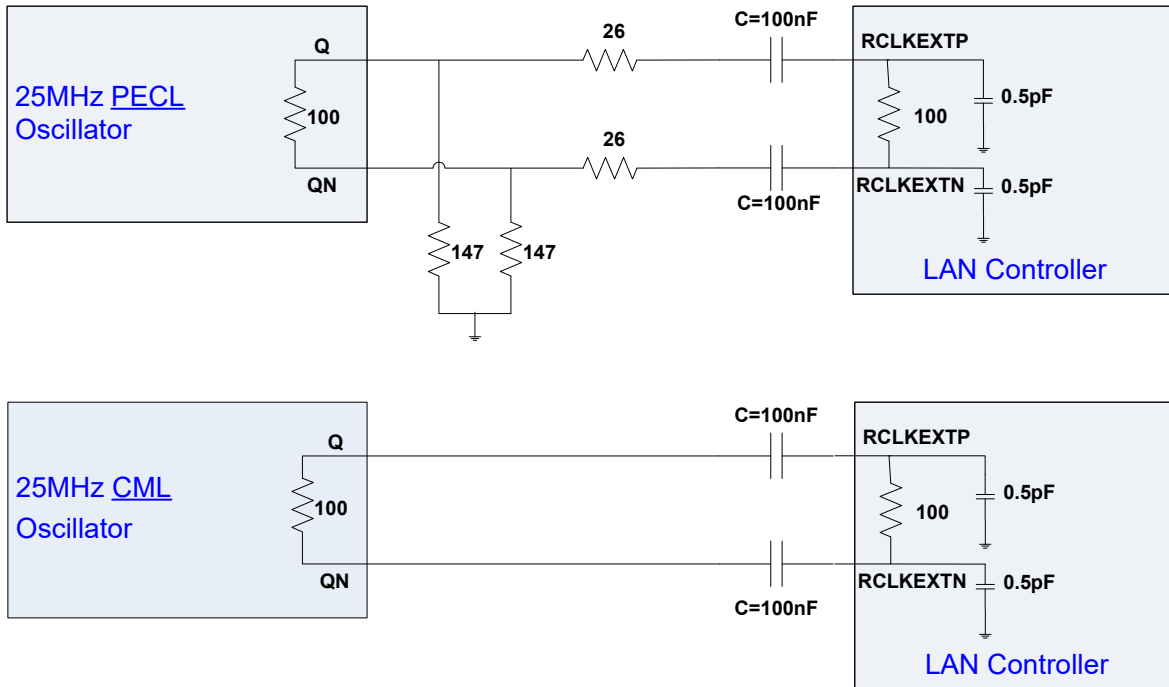 C=100nF
26
Q
RCLKEXTP
25MHz PECL
Oscillator
100
100
0.5pF
26
QN
RCLKEXTN
0.5pF
C=100nF
147
147
LAN Controller
C=100nF
Q
RCLKEXTP
25MHz CML
Oscillator
100
100
0.5pF
QN
RCLKEXTN
0.5pF
C=100nF
LAN Controller